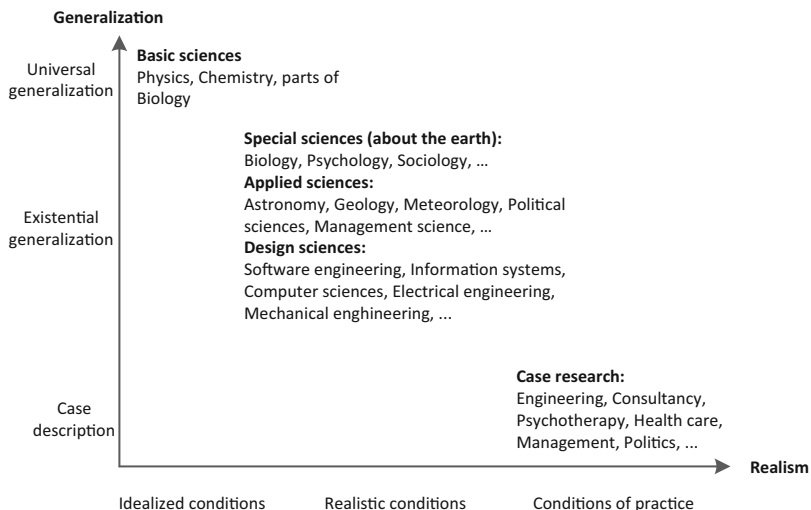 Generalization
Universal
generalization
Basic sciences
Physics, Chemistry, parts of
Biology
Special sciences (about the earth):
Biology, Psychology, Sociology, ...
Applied sciences:
Astronomy, Geology, Meteorology, Political
sciences, Management science, ...
Existential
generalization
Design sciences:
Software engineering, Information systems,
Computer sciences, Electrical engineering,
Mechanical enghineering, ...
Case
description
Case research:
Engineering, Consultancy,
Psychotherapy, Health care,
Management, Politics, ...
Realism
Idealized conditions
Realistic conditions
Conditions of practice